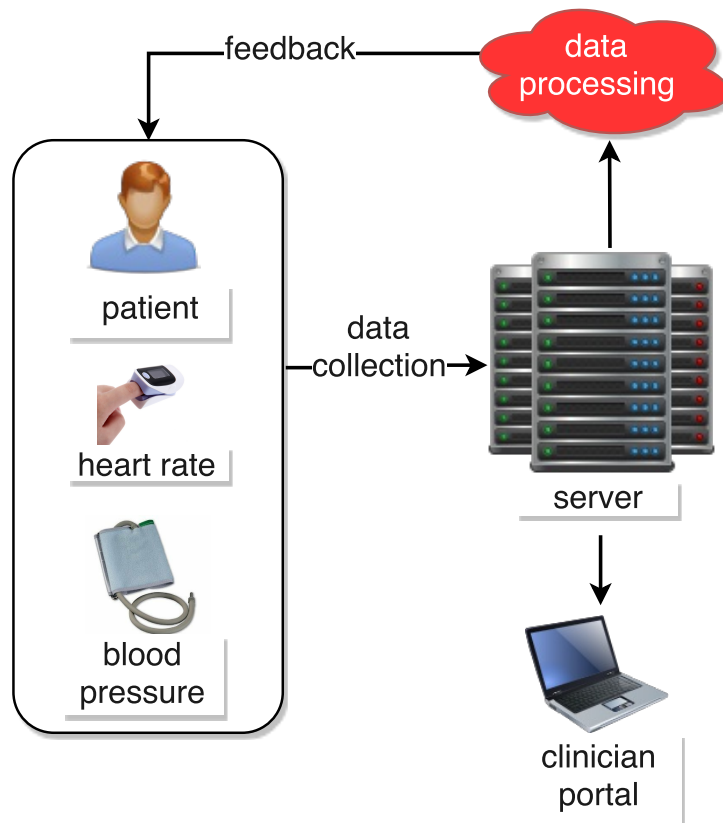 feedback
data
processing
patient
data
collection
heart rate
server
blood
pressure
clinician
portal